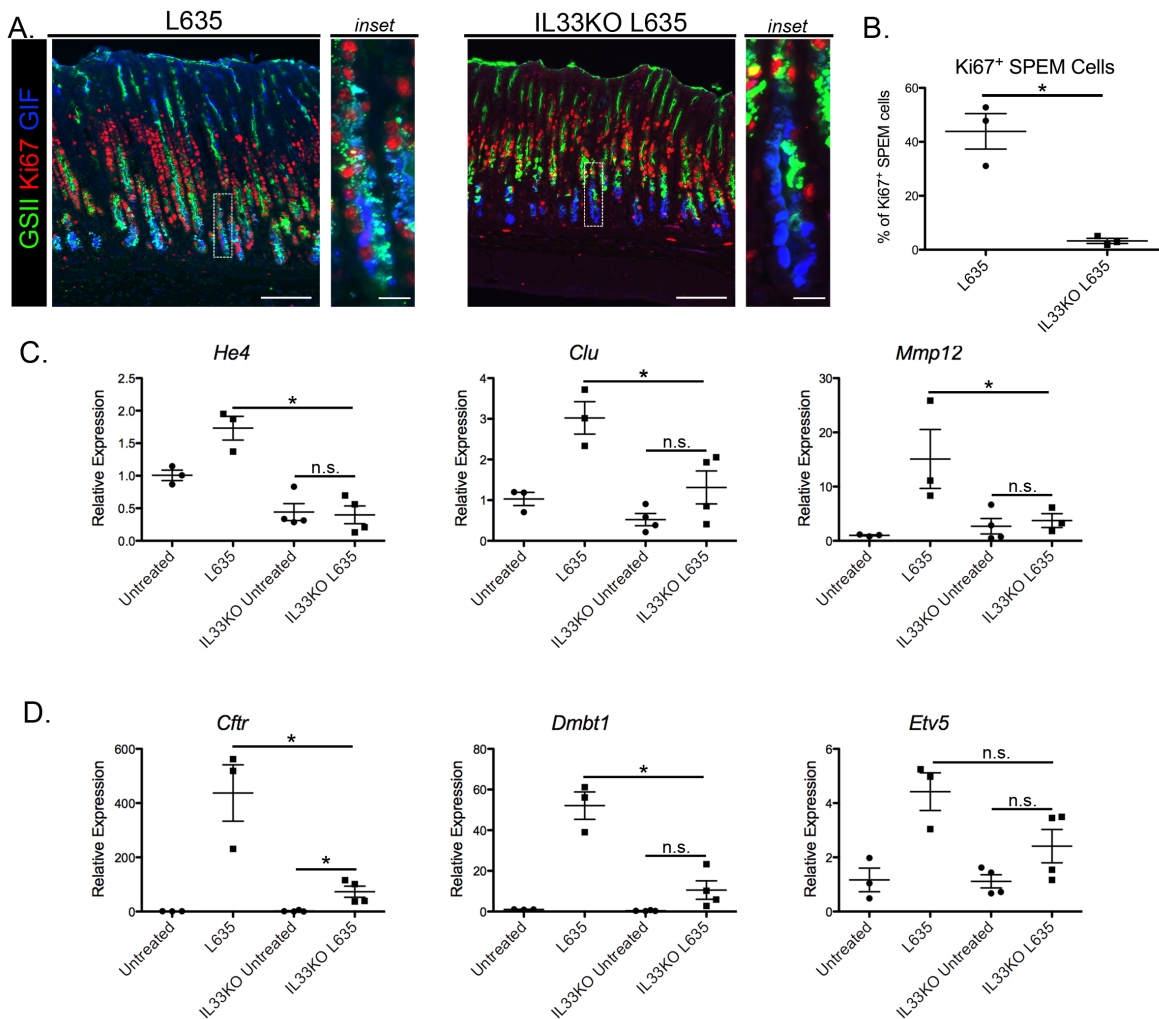 A.
L635
inset
IL33KO L635
inset
GSII Ki67 GIF
B.
Ki67+ SPEM Cells
*
% of Ki67+ SPEM cells
60
40
20
0
L635
IL33KO L635
C.
He4
Relative Expression
2.5
2.0
1.5
1.0
0.5
0.0
*
n.s.
Untreated
L635
IL33KO Untreated
IL33KO L635
Clu
Relative Expression
4
3
2
1
0
*
n.s.
Untreated
L635
IL33KO Untreated
IL33KO L635
Mmp12
Relative Expression
30
20
10
0
*
n.s.
Untreated
L635
IL33KO Untreated
IL33KO L635
D.
Cftr
Relative Expression
600
400
200
0
*
*
Untreated
L635
IL33KO Untreated
IL33KO L635
Dmbt1
Relative Expression
80
60
40
20
0
*
n.s.
Untreated
L635
IL33KO Untreated
IL33KO L635
Etv5
Relative Expression
6
4
2
0
n.s.
n.s.
Untreated
L635
IL33KO Untreated
IL33KO L635